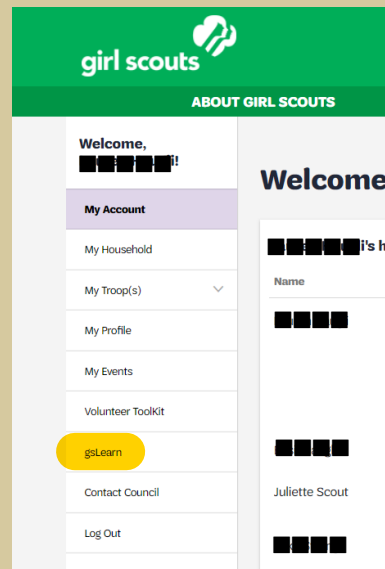 girl scouts
ABOUT GIRL SCOUTS
Welcome,
Welcome
My Account
My Household
's h
My Troop(s)
Name
My Profile
My Events
Volunteer ToolKit
gsLearn
Contact Council
Juliette Scout
Log Out